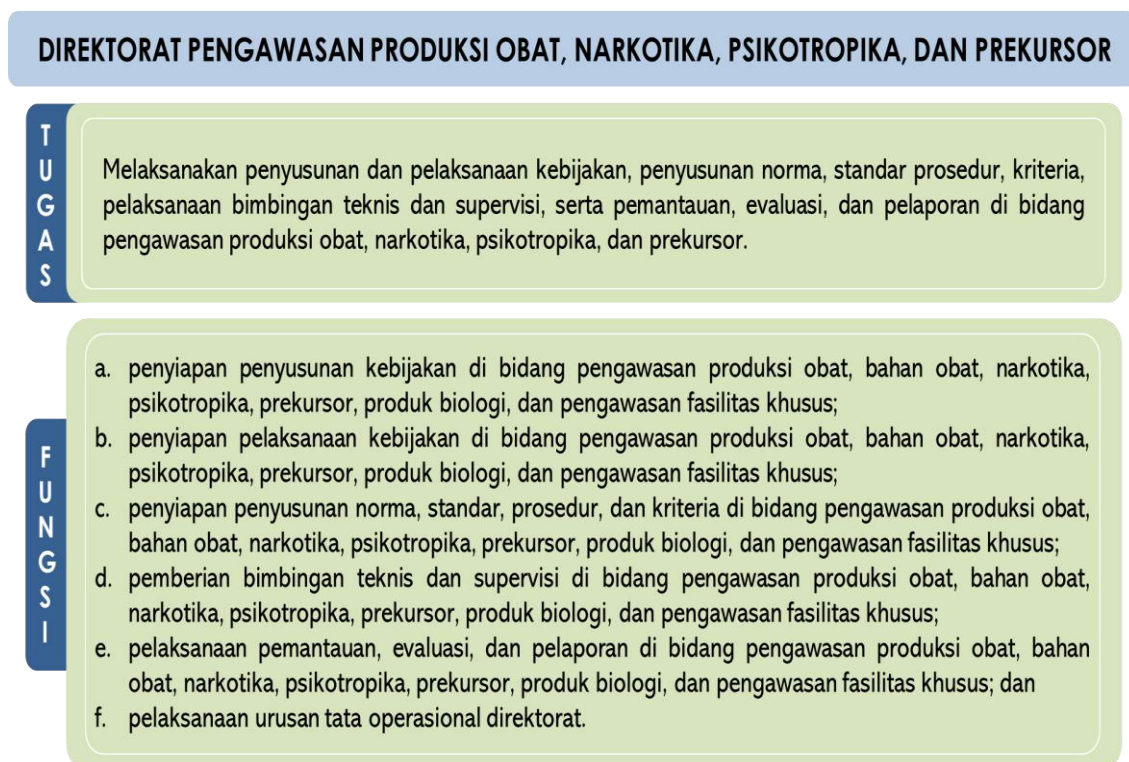 DIREKTORAT PENGAWASAN PRODUKSI OBAT, NARKOTIKA, PSIKOTROPIKA, DAN PREKURSOR
TUGAS
Melaksanakan penyusunan dan pelaksanaan kebijakan, penyusunan norma, standar prosedur, kriteria,
pelaksanaan bimbingan teknis dan supervisi, serta pemantauan, evaluasi, dan pelaporan di bidang
pengawasan produksi obat, narkotika, psikotropika, dan prekursor.
FUNGSI
a. penyiapan penyusunan kebijakan di bidang pengawasan produksi obat, bahan obat, narkotika,
psikotropika, prekursor, produk biologi, dan pengawasan fasilitas khusus;
b. penyiapan pelaksanaan kebijakan di bidang pengawasan produksi obat, bahan obat, narkotika,
psikotropika, prekursor, produk biologi, dan pengawasan fasilitas khusus;
c. penyiapan penyusunan norma, standar, prosedur, dan kriteria di bidang pengawasan produksi obat,
bahan obat, narkotika, psikotropika, prekursor, produk biologi, dan pengawasan fasilitas khusus;
d. pemberian bimbingan teknis dan supervisi di bidang pengawasan produksi obat, bahan obat,
narkotika, psikotropika, prekursor, produk biologi, dan pengawasan fasilitas khusus;
e. pelaksanaan pemantauan, evaluasi, dan pelaporan di bidang pengawasan produksi obat, bahan
obat, narkotika, psikotropika, prekursor, produk biologi, dan pengawasan fasilitas khusus; dan
f. pelaksanaan urusan tata operasional direktorat.